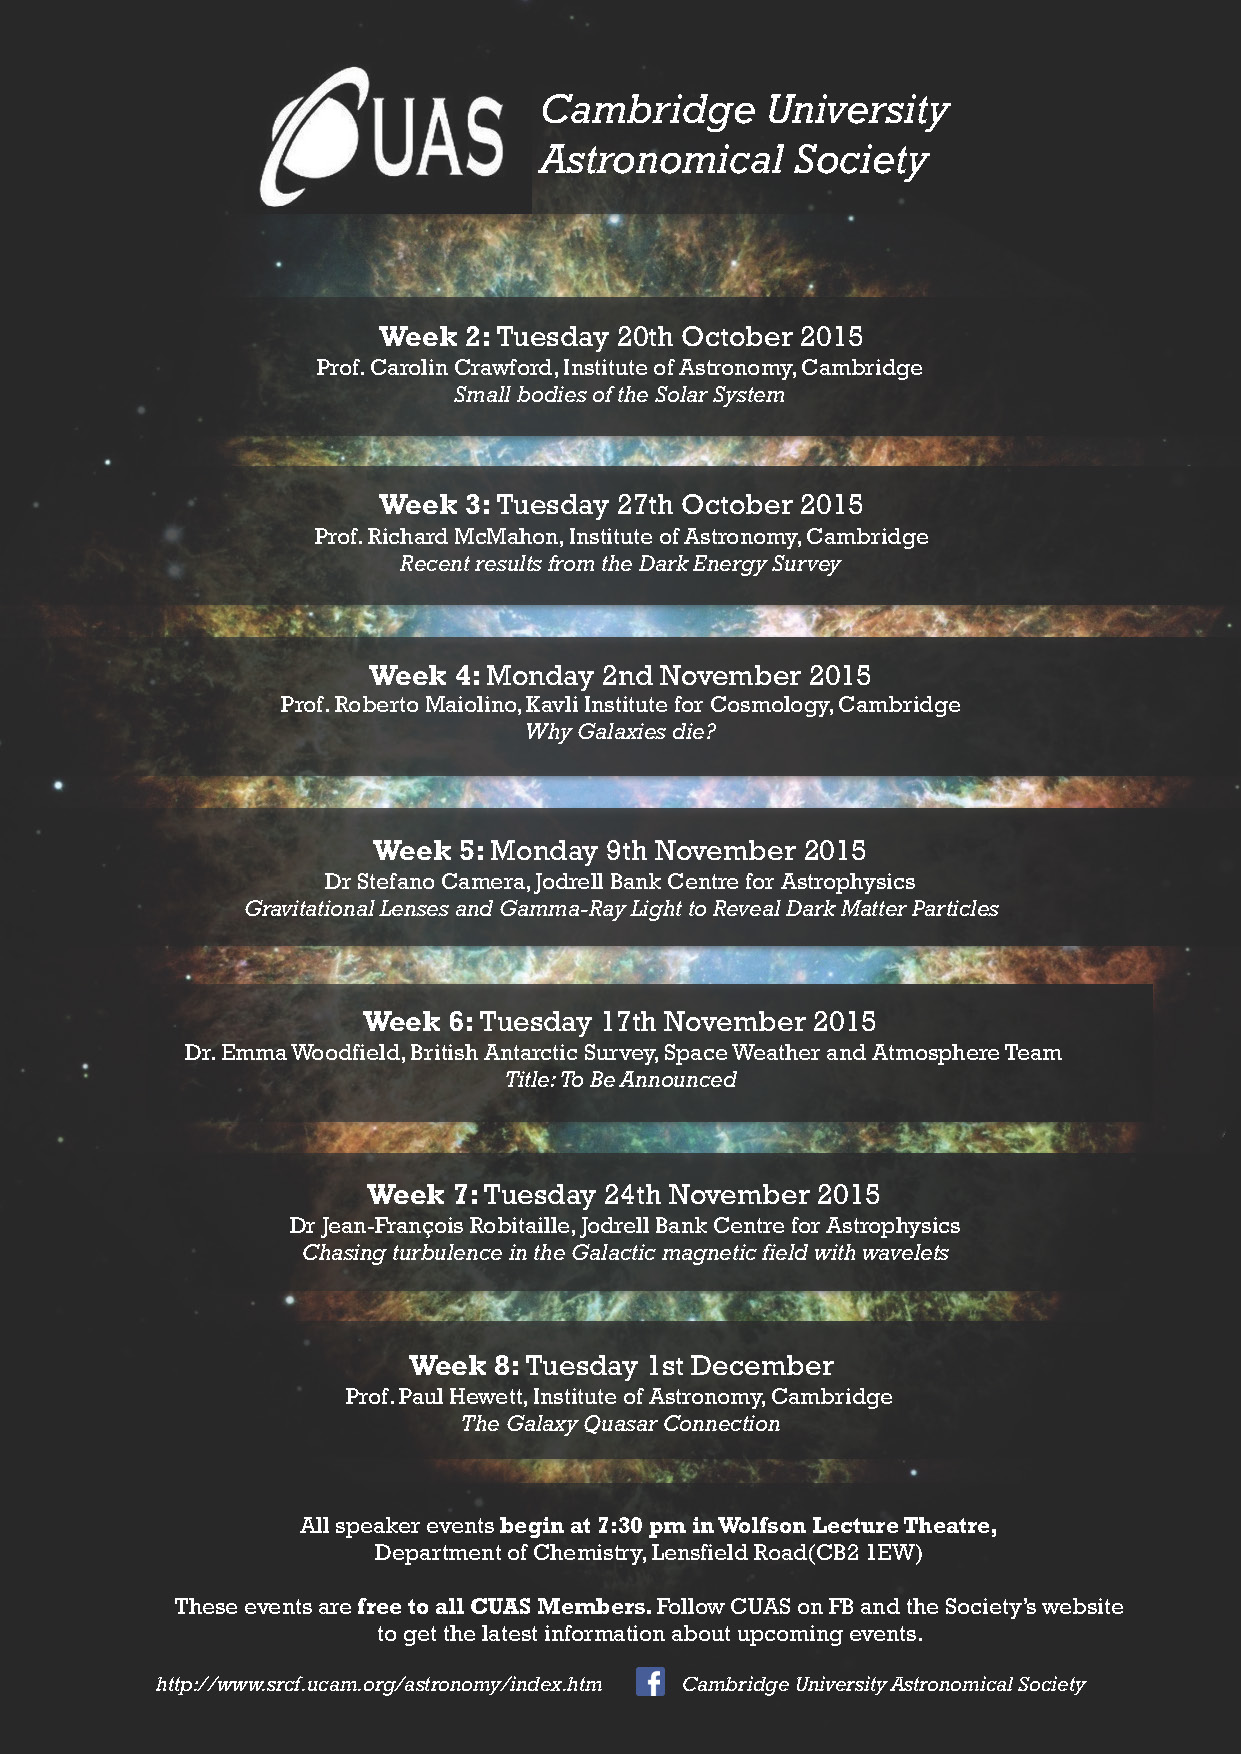 CUAS
Cambridge University
Astronomical Society
Week 2: Tuesday 20th October 2015
Prof. Carolin Crawford, Institute of Astronomy, Cambridge
Small bodies of the Solar System
Week 3: Tuesday 27th October 2015
Prof. Richard McMahon, Institute of Astronomy, Cambridge
Recent results from the Dark Energy Survey
Week 4: Monday 2nd November 2015
Prof. Roberto Maiolino, Kavli Institute for Cosmology, Cambridge
Why Galaxies die?
Week 5: Monday 9th November 2015
Dr Stefano Camera, Jodrell Bank Centre for Astrophysics
Gravitational Lenses and Gamma-Ray Light to Reveal Dark Matter Particles
Week 6: Tuesday 17th November 2015
Dr. Emma Woodfield, British Antarctic Survey, Space Weather and Atmosphere Team
Title: To Be Announced
Week 7: Tuesday 24th November 2015
Dr Jean-François Robitaille, Jodrell Bank Centre for Astrophysics
Chasing turbulence in the Galactic magnetic field with wavelets
Week 8: Tuesday 1st December
Prof. Paul Hewett, Institute of Astronomy, Cambridge
The Galaxy Quasar Connection
All speaker events begin at 7:30 pm in Wolfson Lecture Theatre,
Department of Chemistry, Lensfield Road(CB2 1EW)
These events are free to all CUAS Members. Follow CUAS on FB and the Society's website
to get the latest information about upcoming events.
http://www.srcf.ucam.org/astronomy/index.htm f Cambridge University Astronomical Society